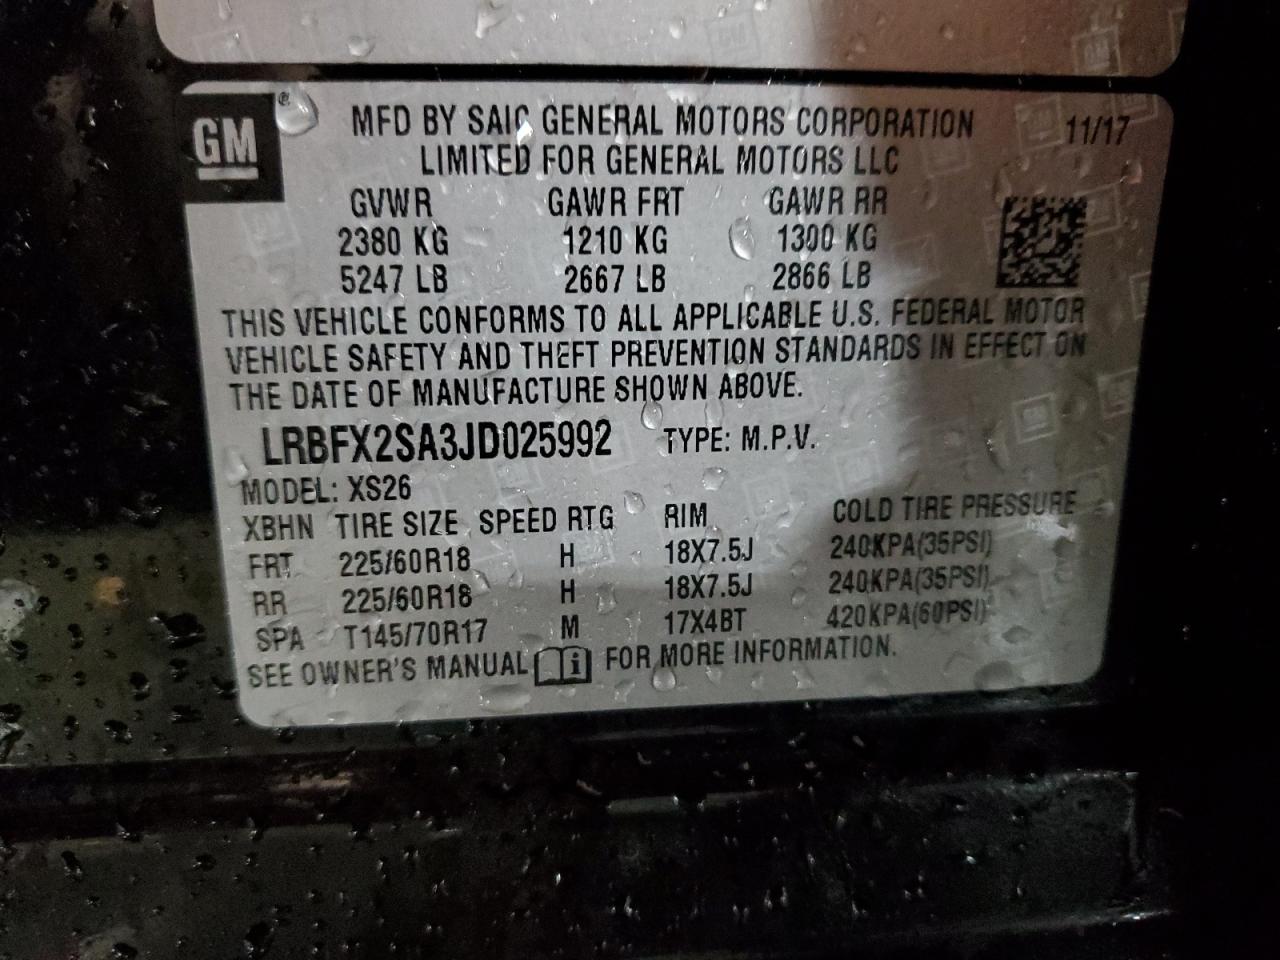 GM
MFD BY SAIC GENERAL MOTORS CORPORATION 11/17
LIMITED FOR GENERAL MOTORS LLC
GVWR GAWR FRT GAWR RR
2380 KG 1210 KG 1300 KG
5247 LB 2667 LB 2866 LB
THIS VEHICLE CONFORMS TO ALL APPLICABLE U.S. FEDERAL MOTOR
VEHICLE SAFETY AND THEFT PREVENTION STANDARDS IN EFFECT ON
THE DATE OF MANUFACTURE SHOWN ABOVE.
LRBFX2SA3JD025992 TYPE: M.P.V.
MODEL: XS26
XBHN TIRE SIZE SPEED RTG RIM COLD TIRE PRESSURE
FRT 225/60R18 H 18X7.5J 240KPA(35PSI)
RR 225/60R18 H 18X7.5J 240KPA(35PSI)
SPA T145/70R17 M 17X4BT 420KPA(60PSI)
SEE OWNER'S MANUAL FOR MORE INFORMATION.